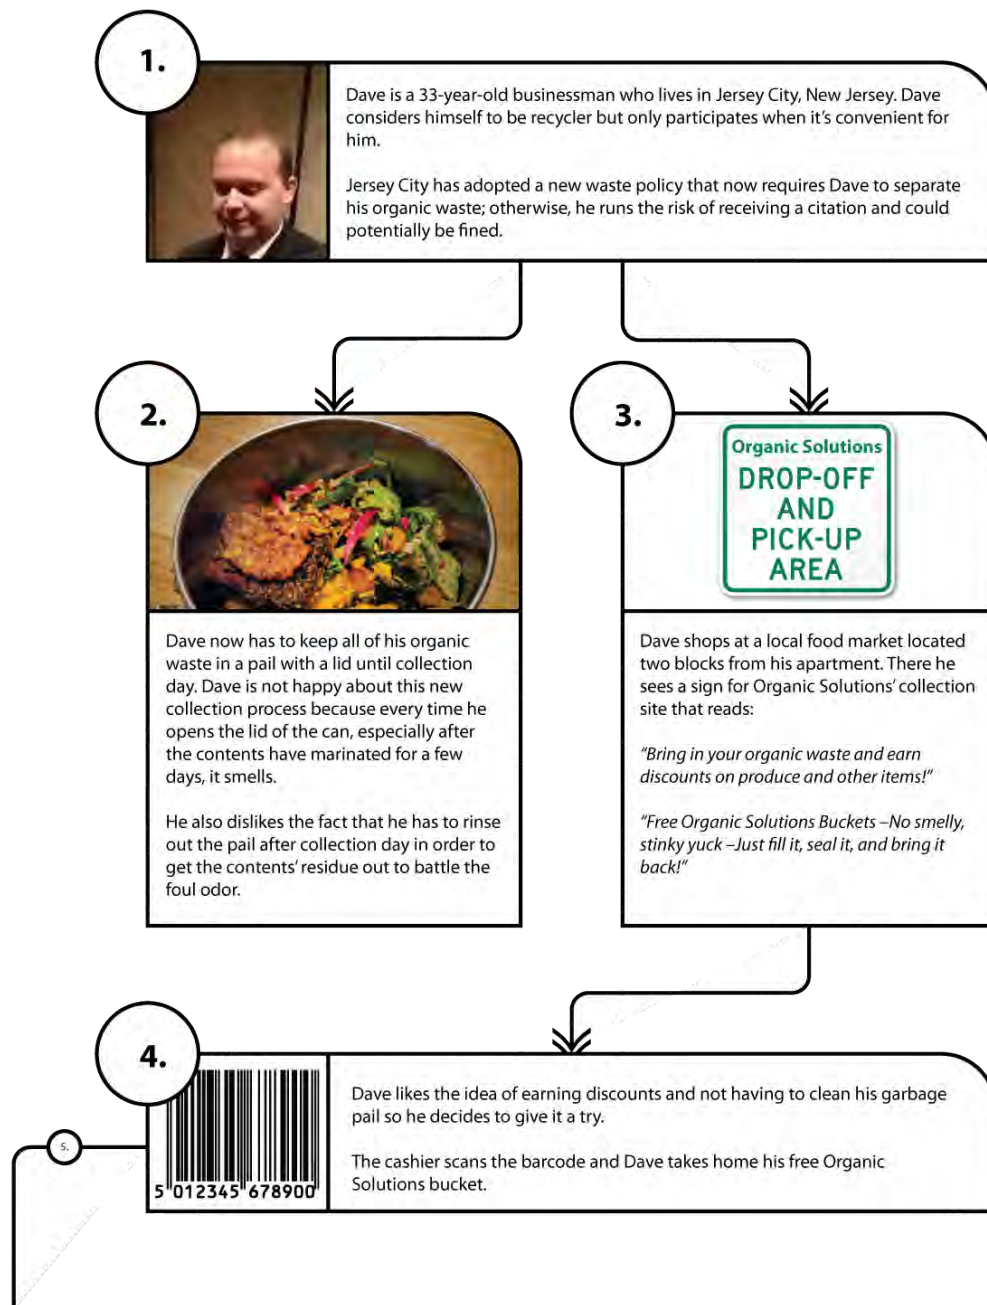 1.
Dave is a 33-year-old businessman who lives in Jersey City, New Jersey. Dave
considers himself to be recycler but only participates when it's convenient for
him.
Jersey City has adopted a new waste policy that now requires Dave to separate
his organic waste; otherwise, he runs the risk of receiving a citation and could
potentially be fined.
2.
Dave now has to keep all of his organic
waste in a pail with a lid until collection
day. Dave is not happy about this new
collection process because every time he
opens the lid of the can, especially after
the contents have marinated for a few
days, it smells.
He also dislikes the fact that he has to rinse
out the pail after collection day in order to
get the contents' residue out to battle the
foul odor.
3.
Organic Solutions
DROP-OFF
AND
PICK-UP
AREA
Dave shops at a local food market located
two blocks from his apartment. There he
sees a sign for Organic Solutions' collection
site that reads:
"Bring in your organic waste and earn
discounts on produce and other items!"
"Free Organic Solutions Buckets –No smelly,
stinky yuck –Just fill it, seal it, and bring it
back!"
4.
5 012345 678900
Dave likes the idea of earning discounts and not having to clean his garbage
pail so he decides to give it a try.
The cashier scans the barcode and Dave takes home his free Organic
Solutions bucket.
5.